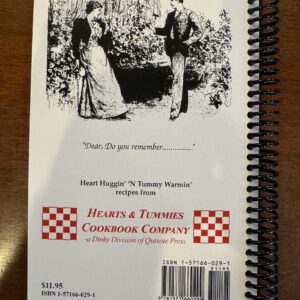 "Dear, Do you remember.............."
Heart Huggin' 'N Tummy Warmin'
recipes from
HEARTS & TUMMIES
COOKBOOK COMPANY
-a Dinky Division of Quixote Press
ISBN 1-57166-029-1
51195
$11.95
ISBN 1-57166-029-1